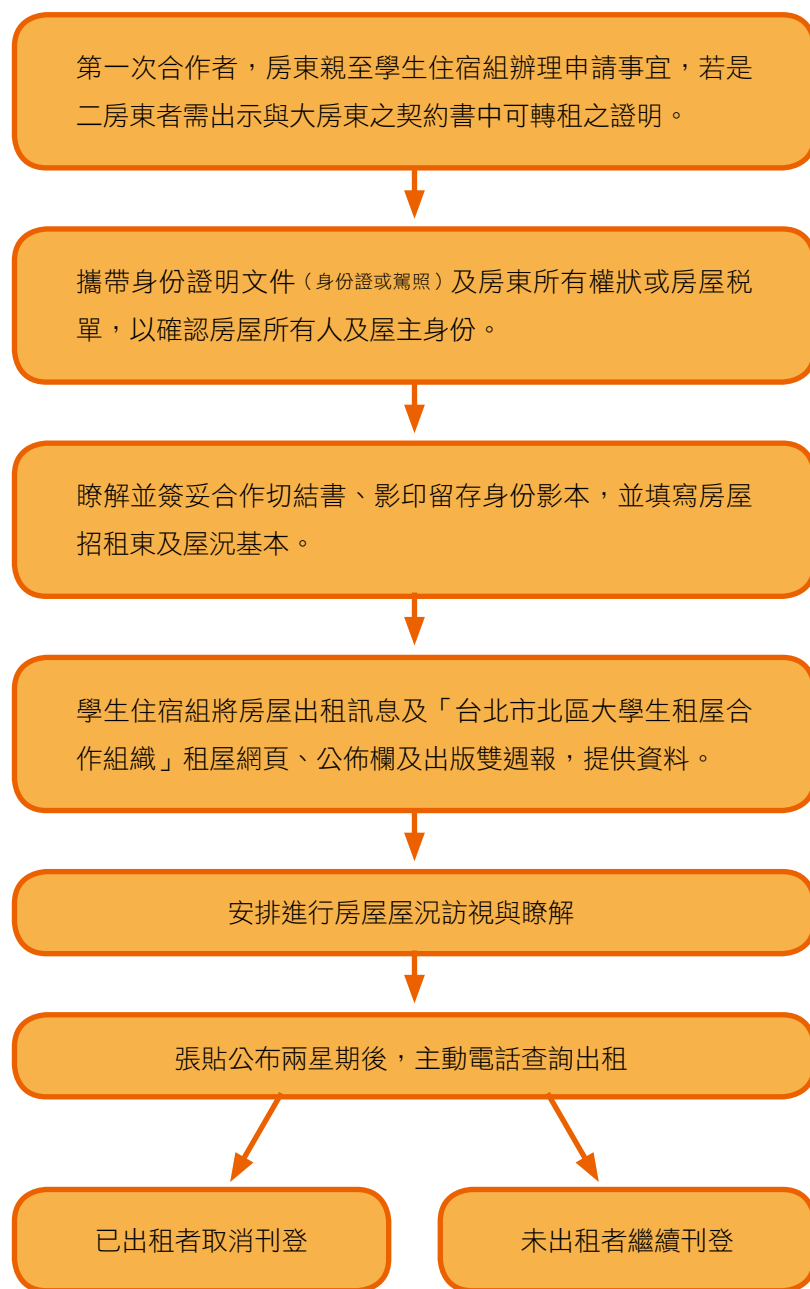 第一次合作者，房東親至學生住宿組辦理申請事宜，若是
二房東者需出示與大房東之契約書中可轉租之證明。
攜帶身份證明文件（身份證或駕照）及房東所有權狀或房屋稅
單，以確認房屋所有人及屋主身份。
瞭解並簽妥合作切結書、影印留存身份影本，並填寫房屋
招租東及屋況基本。
學生住宿組將房屋出租訊息及「台北市北區大學生租屋合
作組織」租屋網頁、公佈欄及出版雙週報，提供資料。
安排進行房屋屋況訪視與瞭解
張貼公布兩星期後，主動電話查詢出租
已出租者取消刊登
未出租者繼續刊登